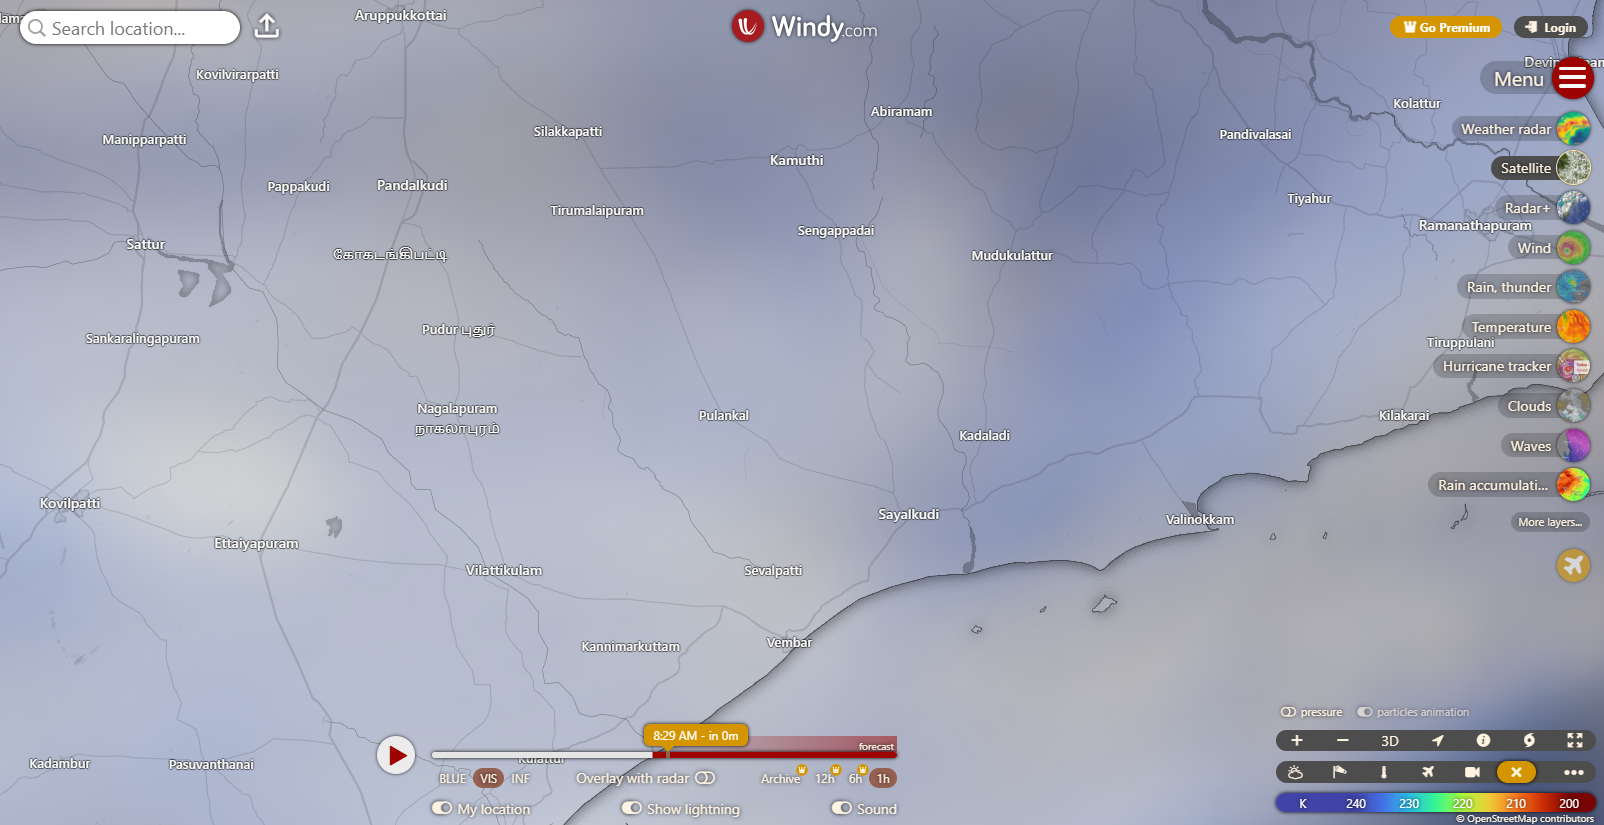 Aruppukkottai
Search location...
Windy.com
Go Premium
Login
Kovilvirarpatti
Menu
Kolattur
Abiramam
Weather radar
Silakkapatti
Pandivalasai
Manipparpatti
Kamuthi
Satellite
Pappakudi
Pandalkudi
Tiyahur
Radar+
Tirumalaipuram
Ramanathapuram
Sengappadai
Sattur
Wind
கோகடங்கிபட்டி
Mudukulattur
Rain, thunder
Pudur புதுர்
Temperature
Sankaralingapuram
Tiruppulani
Hurricane tracker
Nagalapuram
நாகலாபுரம்
Clouds
Pulankal
Kilakarai
Kadaladi
Waves
Rain accumulati...
Kovilpatti
Sayalkudi
Valinokkam
More layers...
Ettaiyapuram
Vilattikulam
Sevalpatti
Kannimarkuttam
Vembar
pressure
particles animation
8:29 AM - in 0m
forecast
3D
Kadambur
Pasuvanthanai
Kulattur
BLUE VIS INF
Overlay with radar
Archive 12h 6h 1h
My location
Show lightning
Sound
K 240 230 220 210 200
© OpenStreetMap contributors